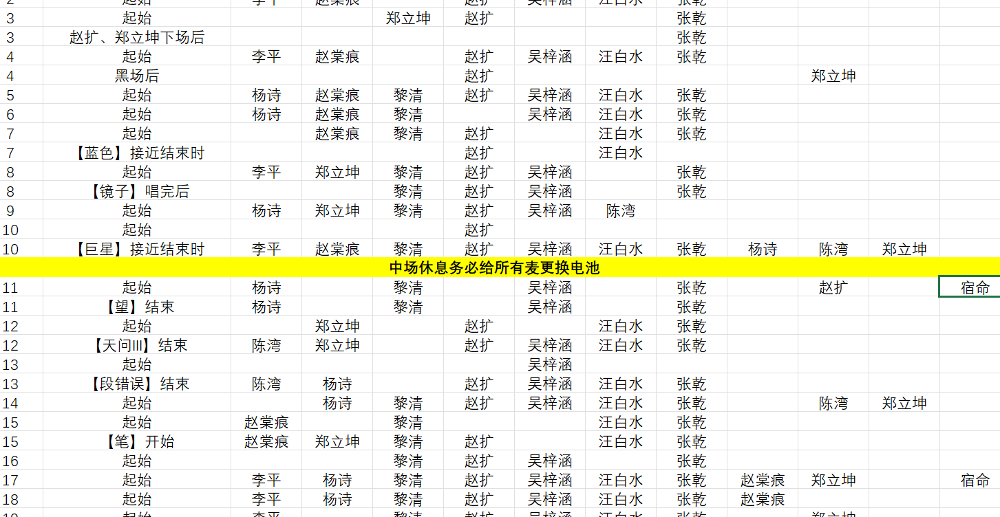 2 起始 李平 赵棠痕 赵扩 吴梓涵 汪白水 张乾
3 起始 郑立坤 赵扩 张乾
3 赵扩、郑立坤下场后 张乾
4 起始 李平 赵棠痕 赵扩 吴梓涵 汪白水 张乾
4 黑场后 赵扩 郑立坤
5 起始 杨诗 赵棠痕 黎清 赵扩 吴梓涵 汪白水 张乾
6 起始 杨诗 赵棠痕 黎清 吴梓涵 汪白水 张乾
7 起始 赵棠痕 黎清 赵扩 汪白水 张乾
7 【蓝色】接近结束时 赵扩 汪白水
8 起始 李平 郑立坤 黎清 赵扩 吴梓涵 张乾
8 【镜子】唱完后 黎清 赵扩 吴梓涵 张乾
9 起始 杨诗 郑立坤 黎清 赵扩 吴梓涵 陈湾
10 起始 赵扩
10 【巨星】接近结束时 李平 赵棠痕 黎清 赵扩 吴梓涵 汪白水 张乾 杨诗 陈湾 郑立坤
中场休息务必给所有麦更换电池
11 起始 杨诗 黎清 吴梓涵 张乾 赵扩 宿命
11 【望】结束 杨诗 黎清 吴梓涵 张乾
12 起始 郑立坤 赵扩 汪白水 张乾
12 【天问III】结束 陈湾 郑立坤 赵扩 吴梓涵 汪白水 张乾
13 起始 吴梓涵
13 【段错误】结束 陈湾 杨诗 赵扩 吴梓涵 汪白水 张乾
14 起始 杨诗 黎清 赵扩 吴梓涵 汪白水 张乾 陈湾 郑立坤
15 起始 赵棠痕 黎清 汪白水 张乾
15 【笔】开始 赵棠痕 郑立坤 黎清 赵扩 汪白水 张乾
16 起始 黎清 赵扩 吴梓涵 张乾
17 起始 李平 杨诗 黎清 赵扩 吴梓涵 汪白水 张乾 赵棠痕 郑立坤 宿命
18 起始 李平 杨诗 黎清 赵扩 吴梓涵 汪白水 张乾 赵棠痕